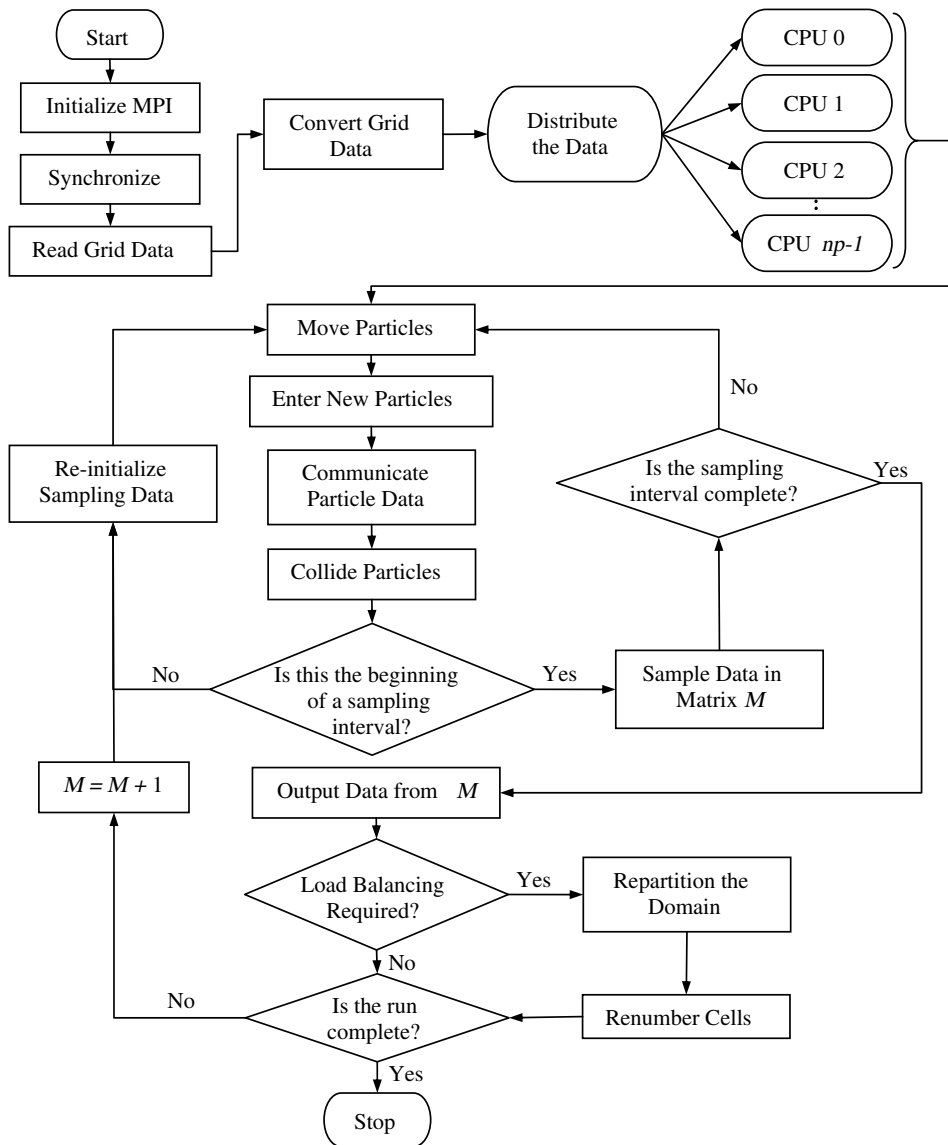 Start
Initialize MPI
Synchronize
Read Grid Data
Convert Grid
Data
Distribute
the Data
CPU 0
CPU 1
CPU 2
⋮
CPU np-1
Move Particles
Enter New Particles
Communicate
Particle Data
Collide Particles
Is this the beginning
of a sampling
interval?
No
Yes
Re-initialize
Sampling Data
Sample Data in
Matrix M
Is the sampling
interval complete?
No
Yes
M = M + 1
Output Data from M
Load Balancing
Required?
Yes
No
Repartition the
Domain
Renumber Cells
Is the run
complete?
No
Yes
Stop